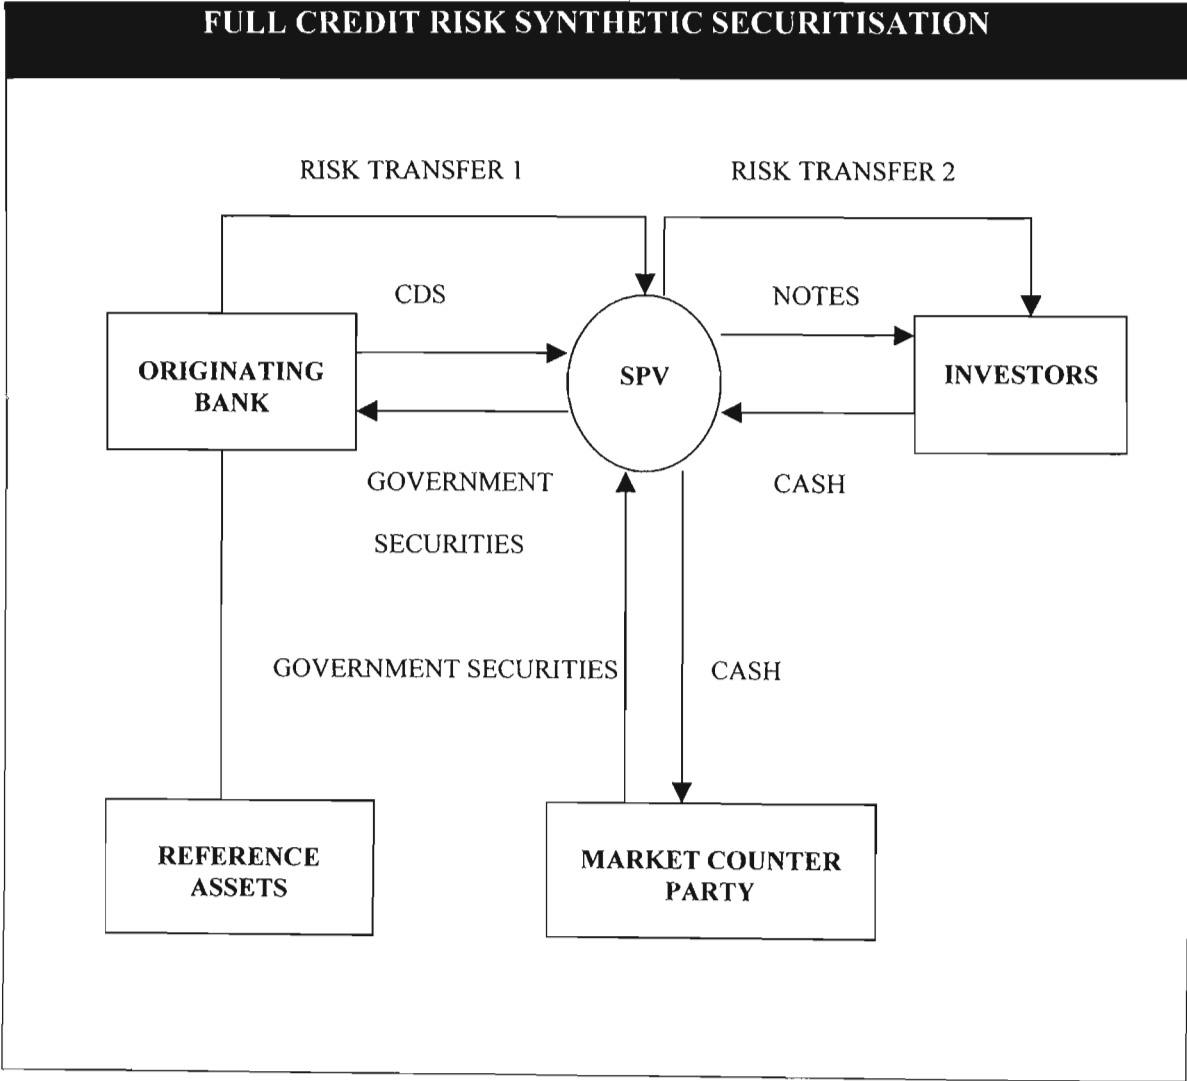 FULL CREDIT RISK SYNTHETIC SECURITISATION
RISK TRANSFER 1
RISK TRANSFER 2
CDS
NOTES
ORIGINATING
BANK
SPV
INVESTORS
GOVERNMENT
SECURITIES
CASH
GOVERNMENT SECURITIES
CASH
REFERENCE
ASSETS
MARKET COUNTER
PARTY